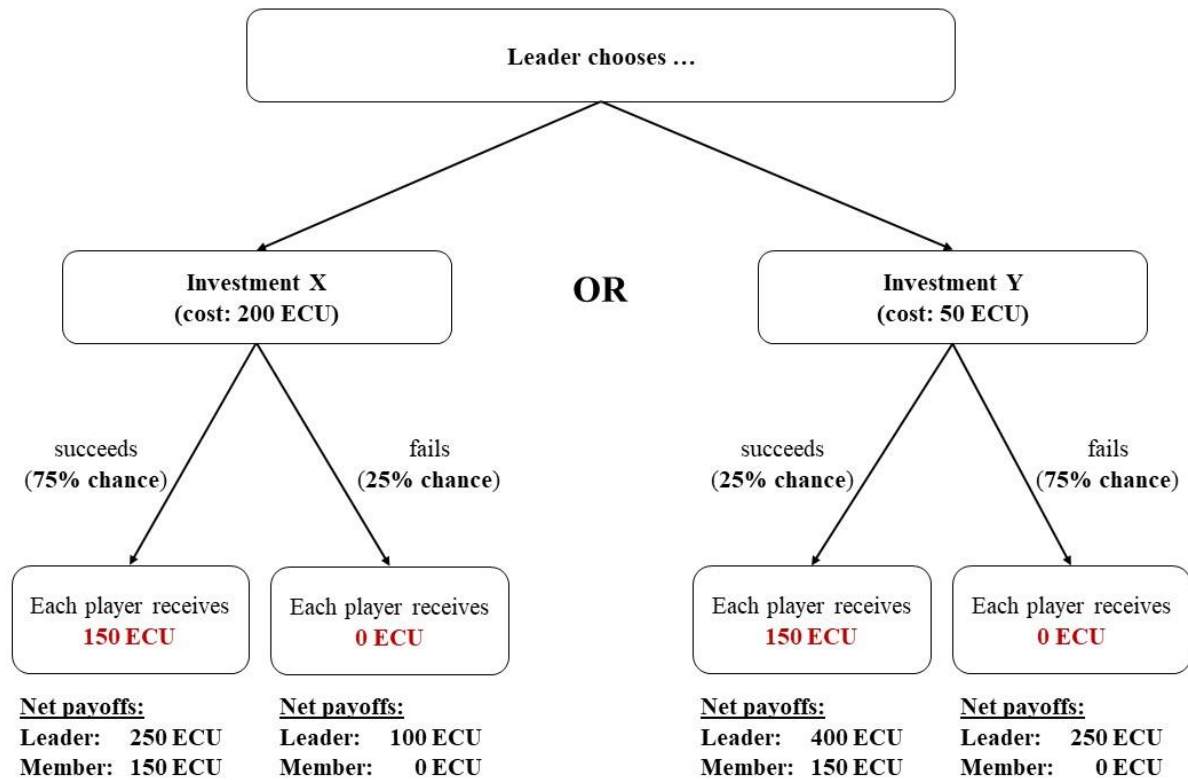 Leader chooses …
Investment X
(cost: 200 ECU)
OR
Investment Y
(cost: 50 ECU)
succeeds
(75% chance)
fails
(25% chance)
succeeds
(25% chance)
fails
(75% chance)
Each player receives
150 ECU
Each player receives
0 ECU
Each player receives
150 ECU
Each player receives
0 ECU
Net payoffs:
Leader: 250 ECU
Member: 150 ECU
Net payoffs:
Leader: 100 ECU
Member: 0 ECU
Net payoffs:
Leader: 400 ECU
Member: 150 ECU
Net payoffs:
Leader: 250 ECU
Member: 0 ECU